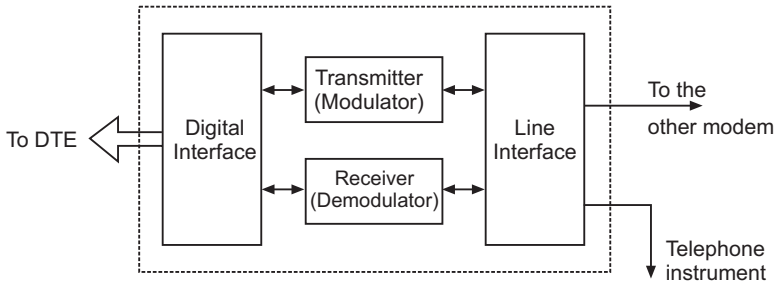 To DTE
Digital
Interface
Transmitter
(Modulator)
Receiver
(Demodulator)
Line
Interface
To the
other modem
Telephone
instrument